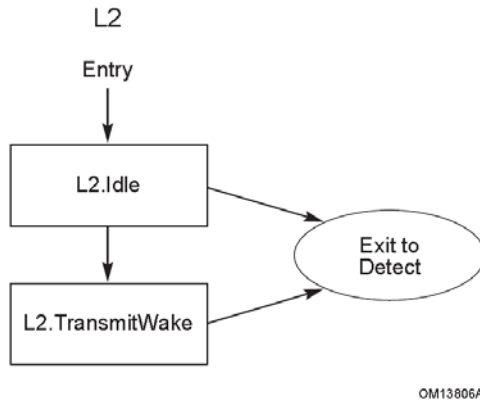 L2
Entry
L2.Idle
Exit to
Detect
L2.TransmitWake
OM13806A